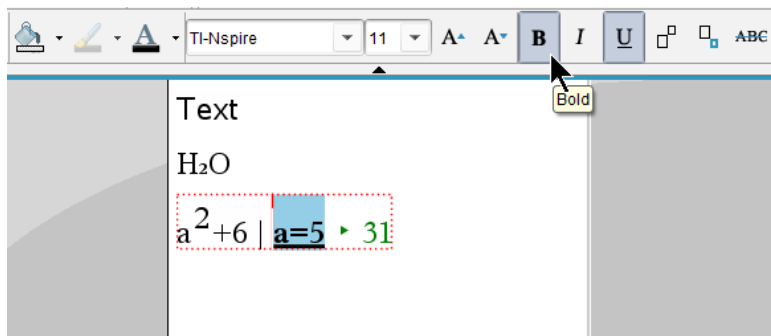 A TI-Nspire 11 A A B I U ABC
Bold
Text
H₂O
a²+6 | a=5 ▸ 31